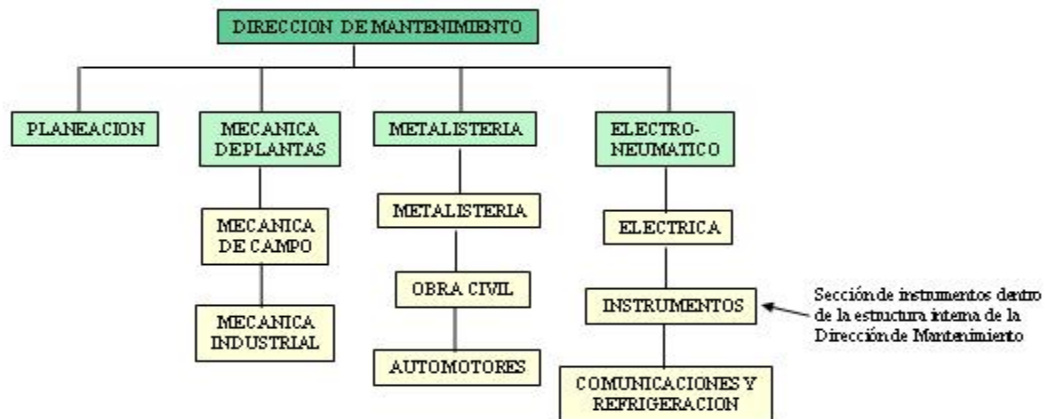 DIRECCION DE MANTENIMIENTO
PLANEACION
MECANICA
DEPLANTAS
METALISTERIA
ELECTRO-
NEUMATICO
MECANICA
DE CAMPO
METALISTERIA
ELECTRICA
MECANICA
INDUSTRIAL
OBRA CIVIL
INSTRUMENTOS
Sección de instrumentos dentro
de la estructura interna de la
Dirección de Mantenimiento
AUTOMOTORES
COMUNICACIONES Y
REFRIGERACION